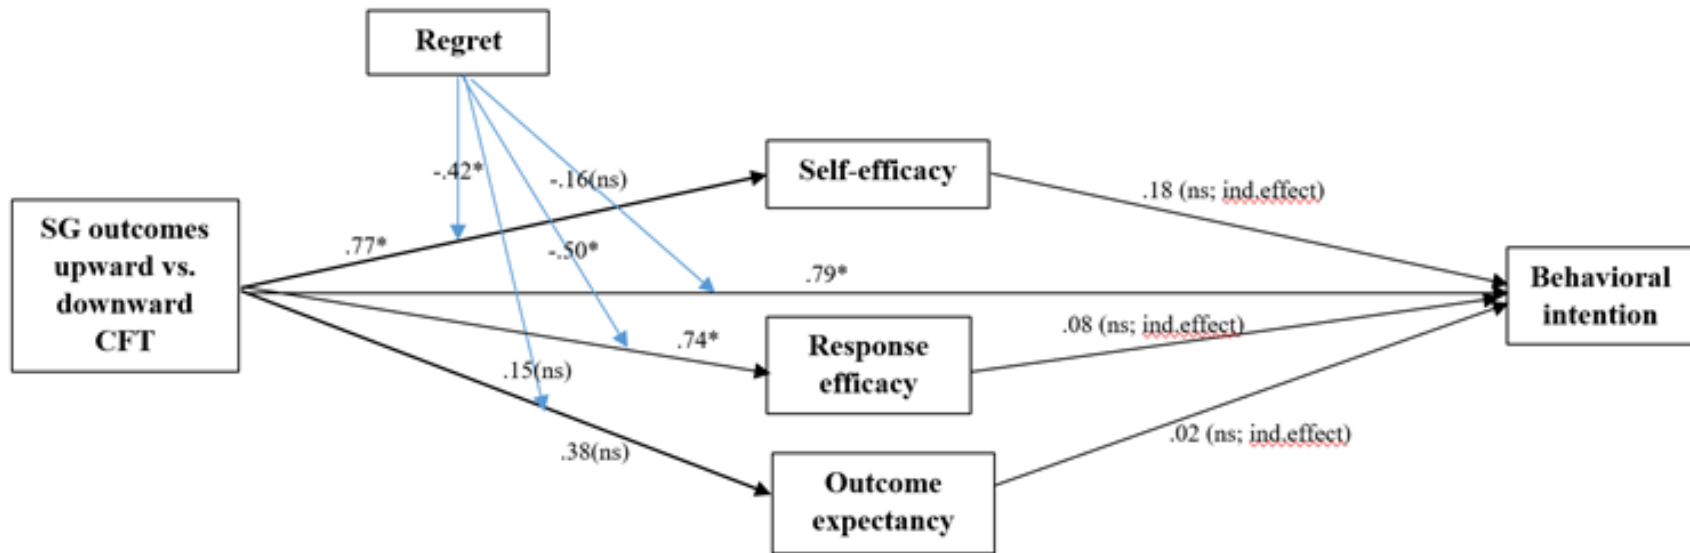 Regret
-.42*
-.16(ns)
Self-efficacy
.18 (ns; ind.effect)
SG outcomes
upward vs.
downward
CFT
.77*
-.50*
.79*
Behavioral
intention
.74*
Response
efficacy
.08 (ns; ind.effect)
.15(ns)
.38(ns)
Outcome
expectancy
.02 (ns; ind.effect)